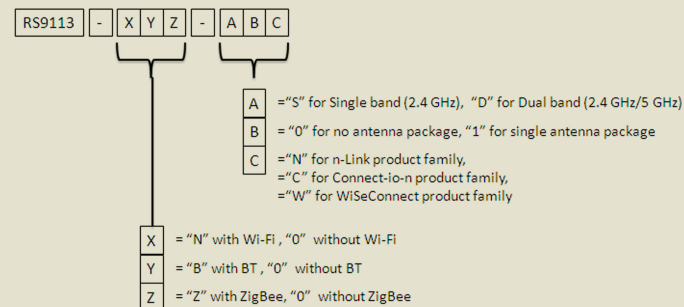 RS9113 - X Y Z - A B C
A ="S" for Single band (2.4 GHz), "D" for Dual band (2.4 GHz/5 GHz)
B = "0" for no antenna package, "1" for single antenna package
C ="N" for n-Link product family,
="C" for Connect-io-n product family,
="W" for WiSeConnect product family
X = "N" with Wi-Fi , "0" without Wi-Fi
Y = "B" with BT , "0" without BT
Z = "Z" with ZigBee, "0" without ZigBee